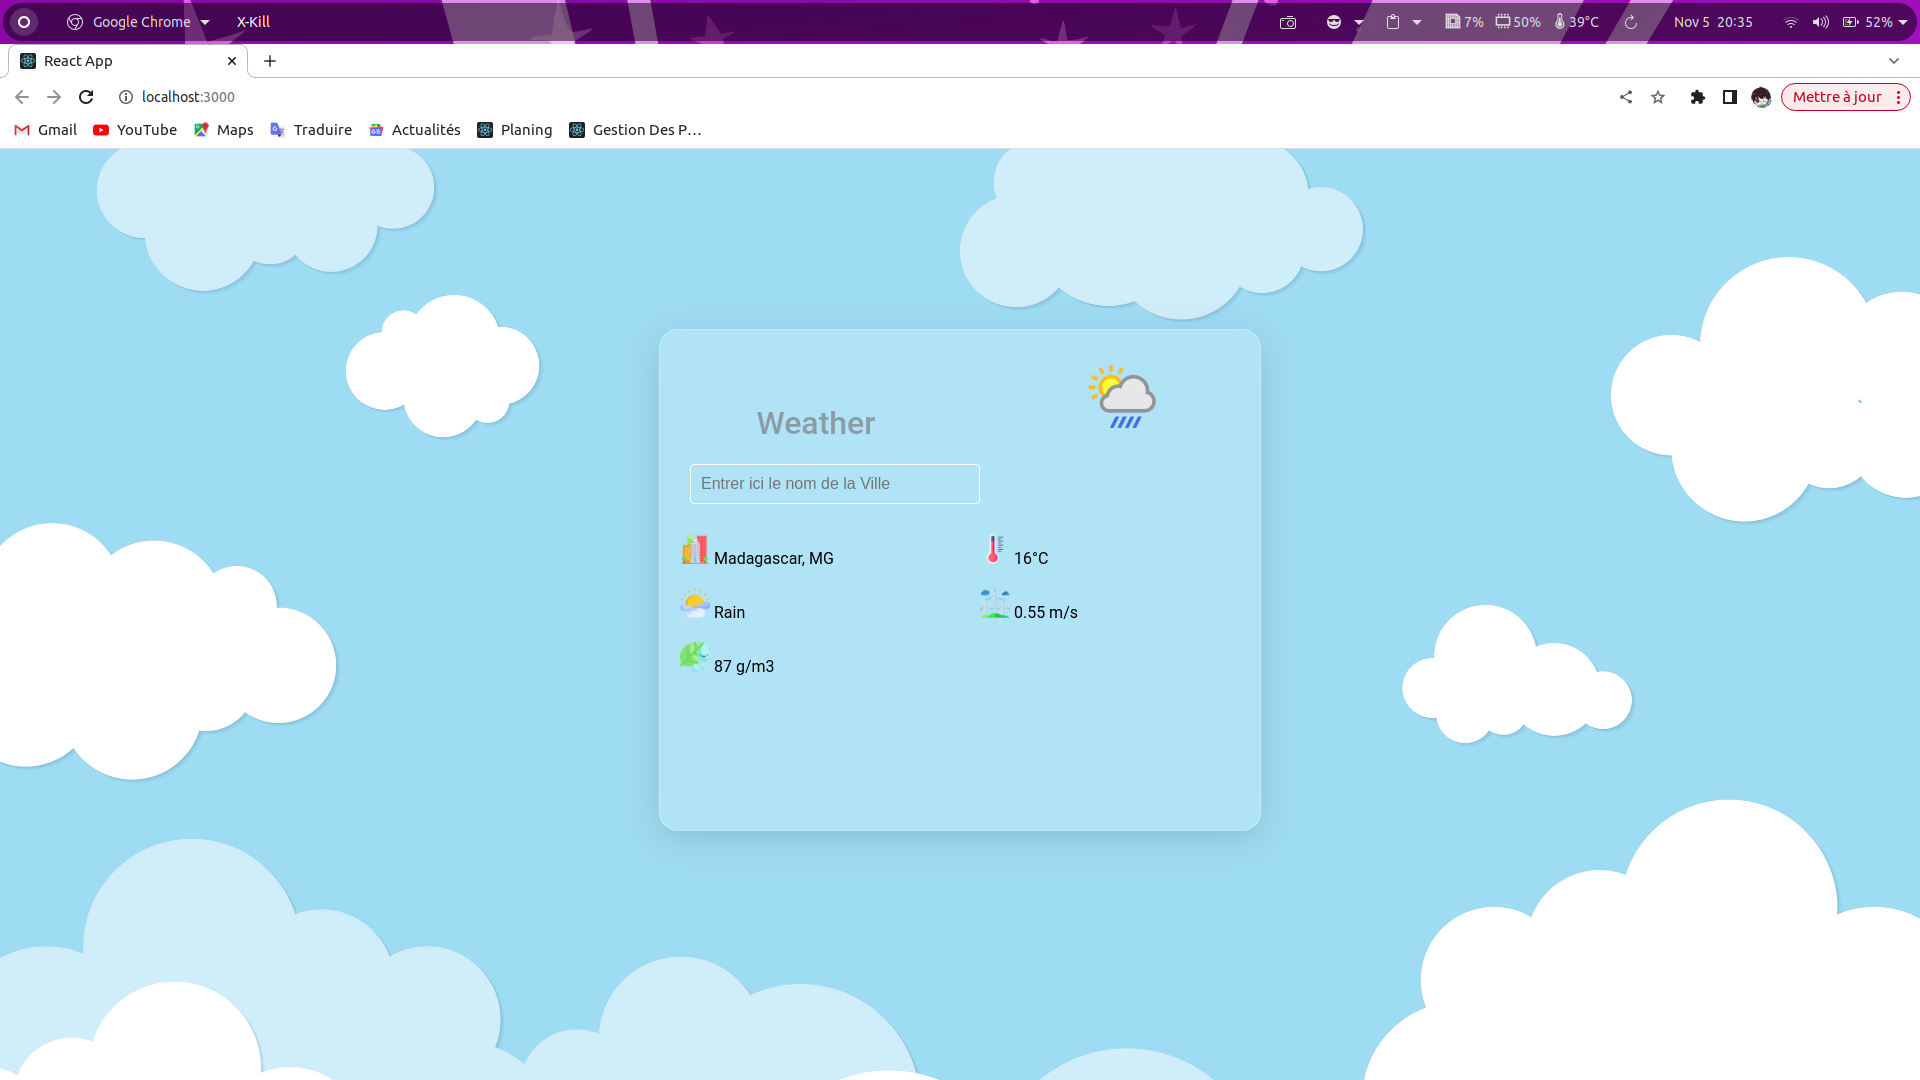 Google Chrome X-Kill 7% 50% 39°C Nov 5 20:35 52%
React App
localhost:3000 Mettre à jour
Gmail YouTube Maps Traduire Actualités Planing Gestion Des P…
Weather
Entrer ici le nom de la Ville
Madagascar, MG 16°C
Rain 0.55 m/s
87 g/m3